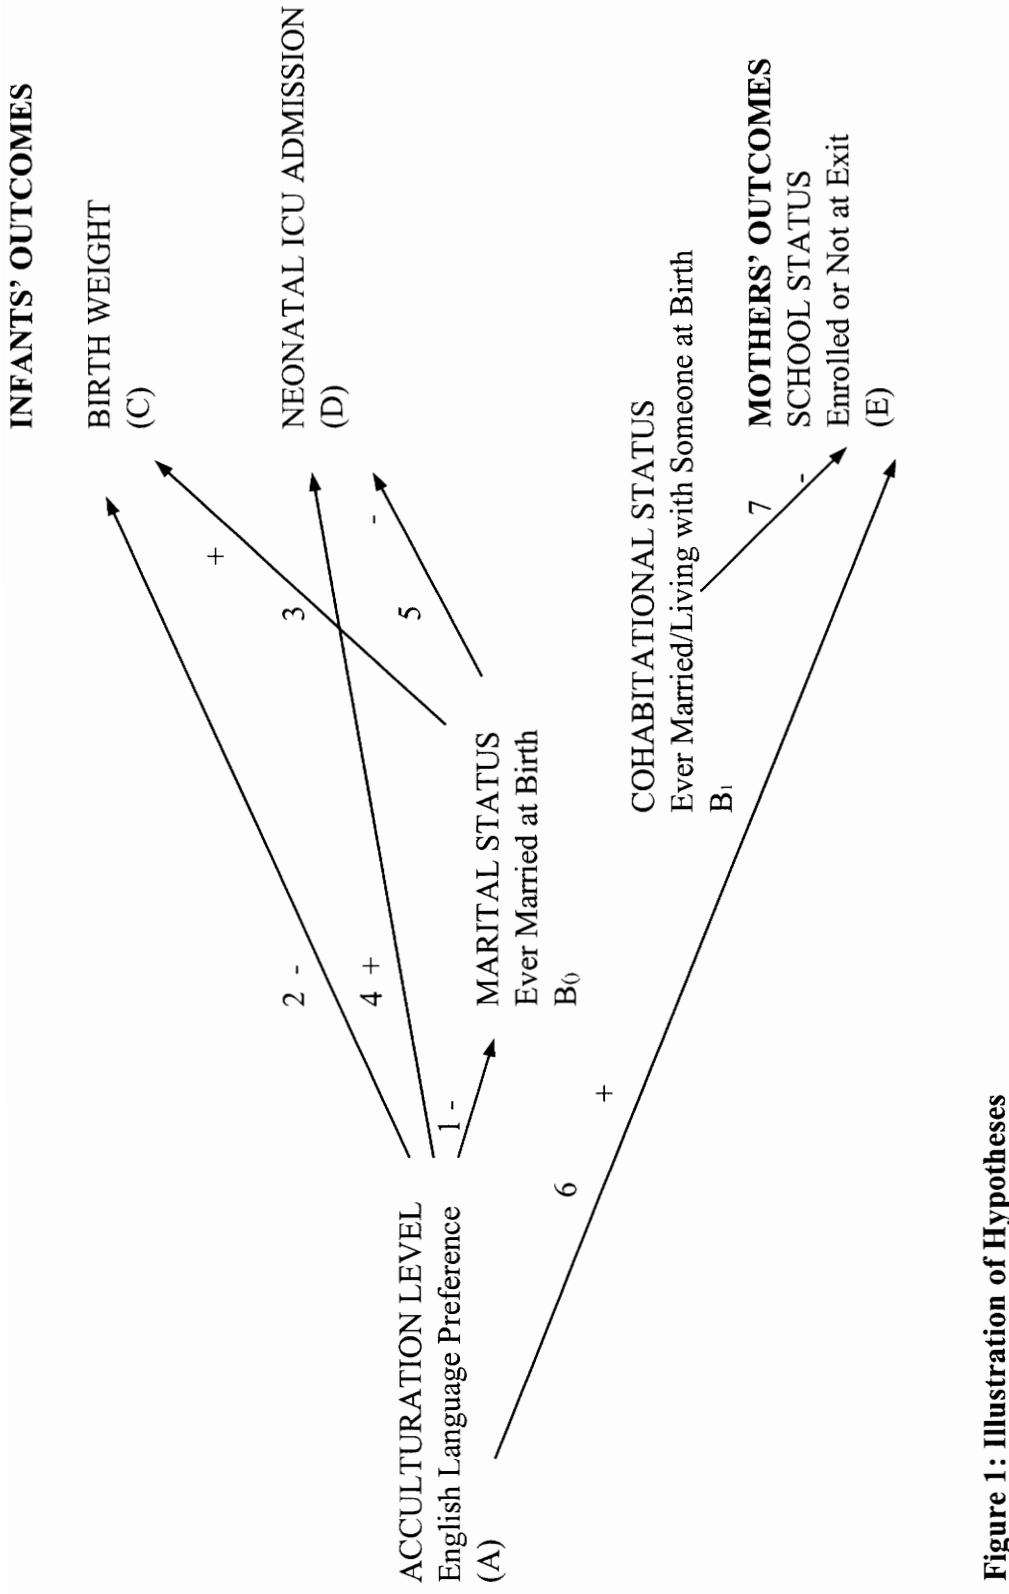 INFANTS’ OUTCOMES
BIRTH WEIGHT
(C)
+
2 -
3
NEONATAL ICU ADMISSION
(D)
4 +
-
5
ACCULTURATION LEVEL
English Language Preference
(A)
1 -
MARITAL STATUS
Ever Married at Birth
B₀
6
+
COHABITATIONAL STATUS
Ever Married/Living with Someone at Birth
B₁
7
-
MOTHERS’ OUTCOMES
SCHOOL STATUS
Enrolled or Not at Exit
(E)
Figure 1: Illustration of Hypotheses